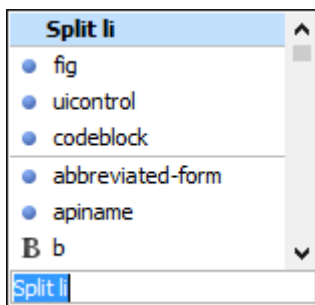 Split li
fig
uicontrol
codeblock
abbreviated-form
apiname
B b
Split li